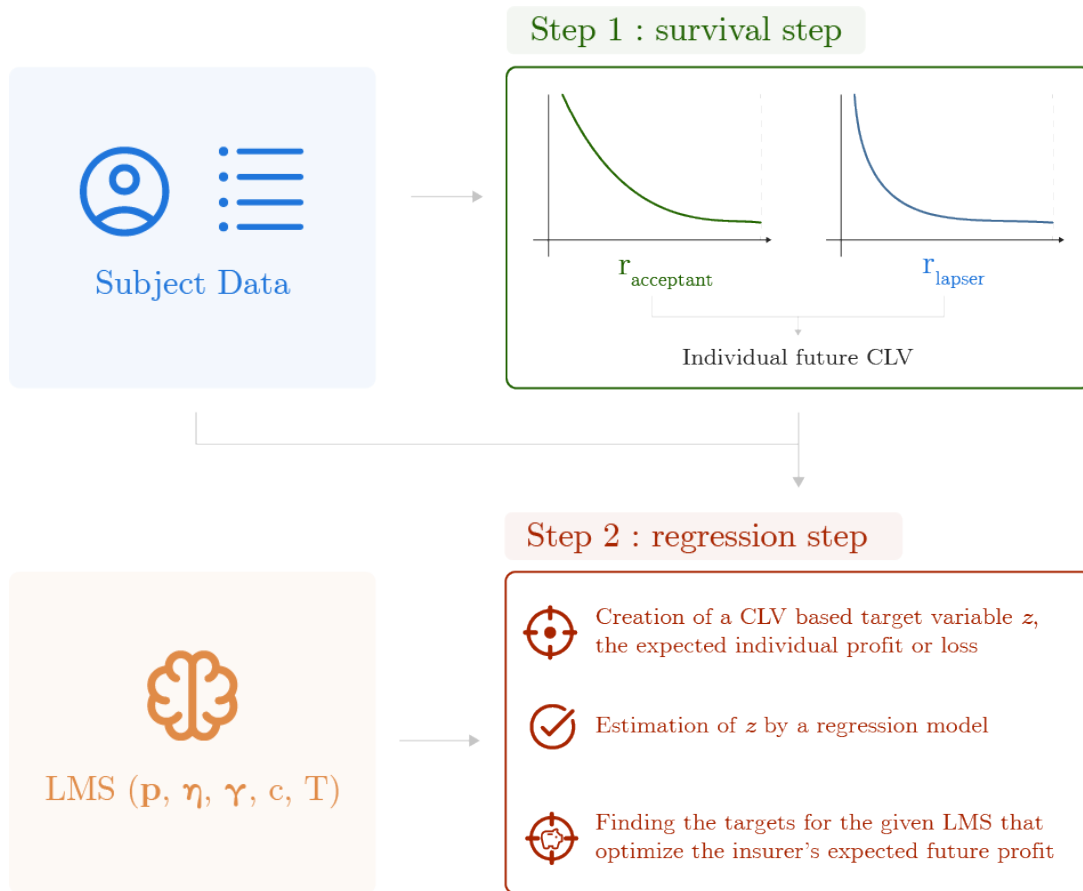 Step 1 : survival step
Subject Data
r_acceptant
r_lapser
Individual future CLV
Step 2 : regression step
LMS (p, η, γ, c, T)
Creation of a CLV based target variable z,
the expected individual profit or loss
Estimation of z by a regression model
Finding the targets for the given LMS that
optimize the insurer's expected future profit